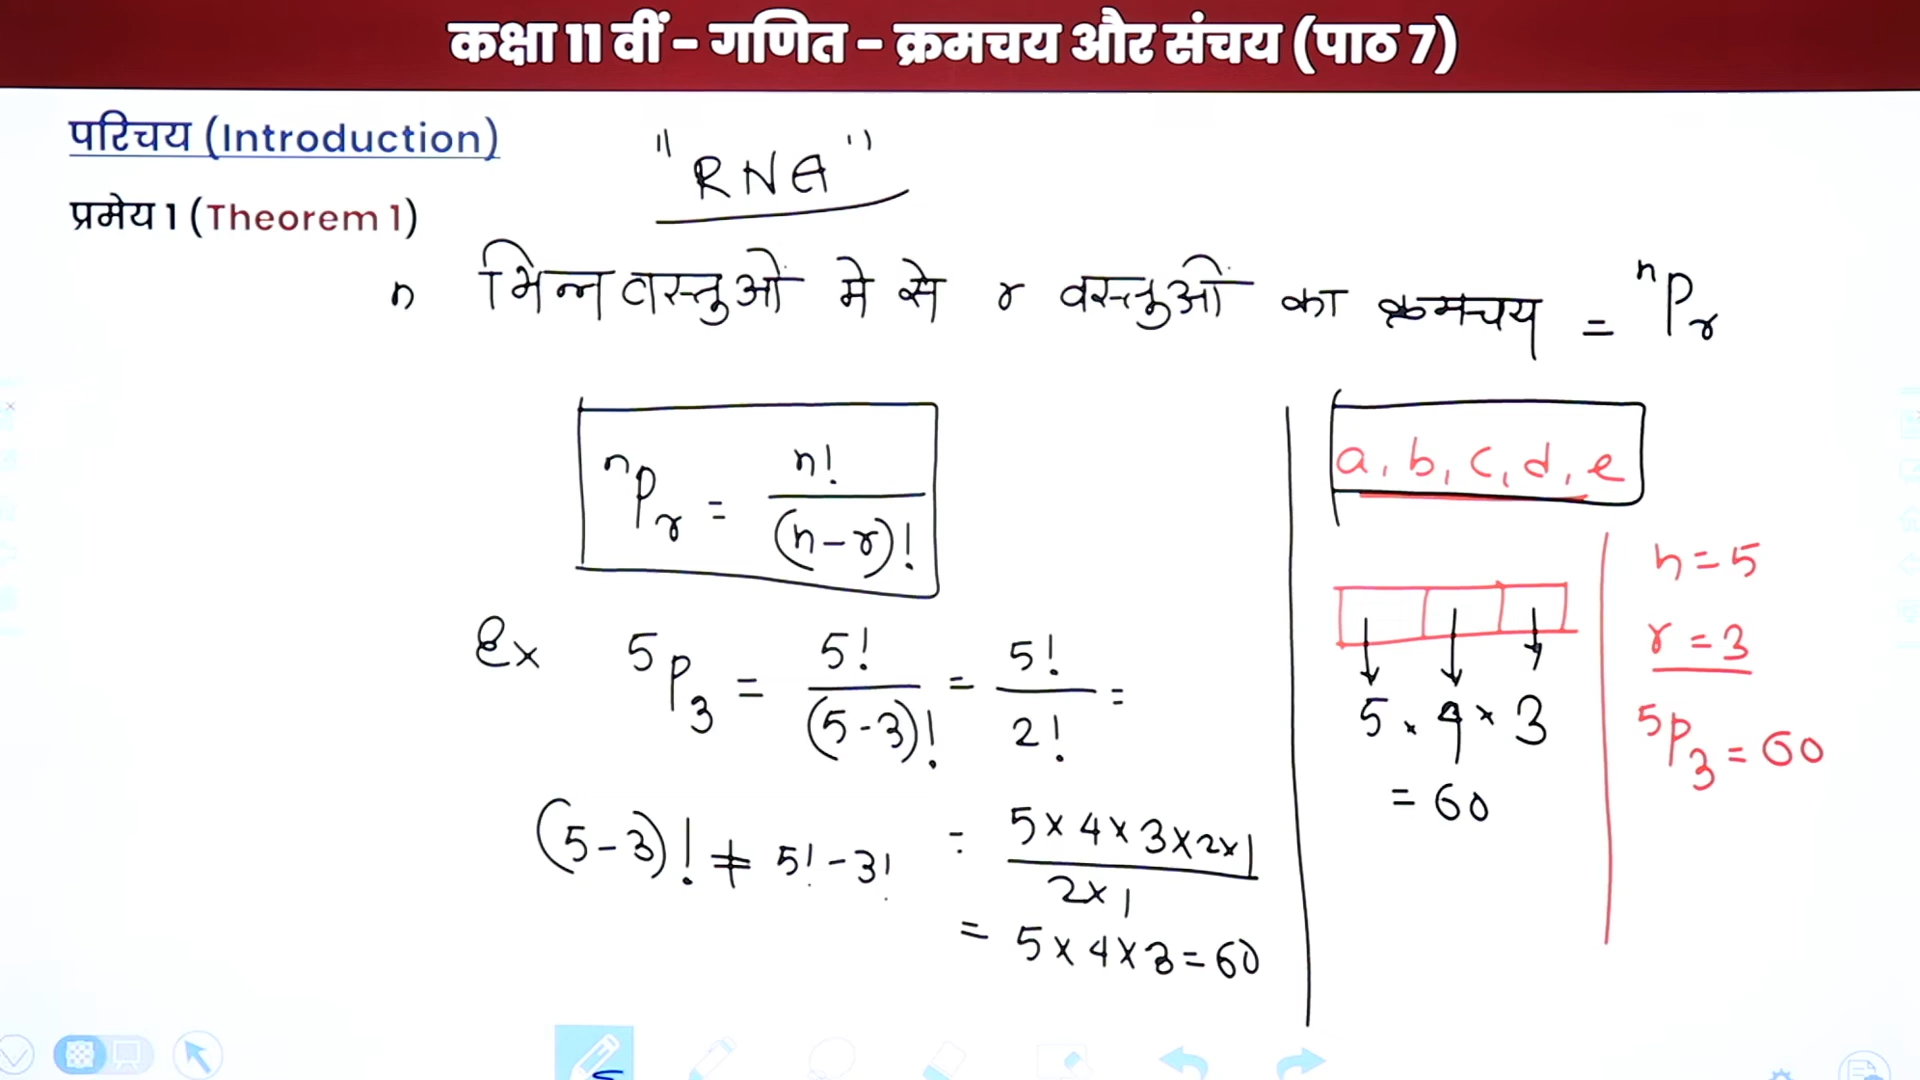 कक्षा 11 वीं - गणित - क्रमचय और संचय (पाठ 7)
परिचय (Introduction)
"RNA"
प्रमेय 1 (Theorem 1)
n भिन्न वस्तुओं मे से r वस्तुओं का क्रमचय = ⁿPᵣ
ⁿPᵣ = n! / (n-r)!
Ex ⁵P₃ = 5! / (5-3)! = 5! / 2! =
(5-3)! ≠ 5! - 3!
= 5×4×3×2×1 / 2×1
= 5×4×3 = 60
a, b, c, d, e
5 × 4 × 3
= 60
n = 5
r = 3
⁵P₃ = 60